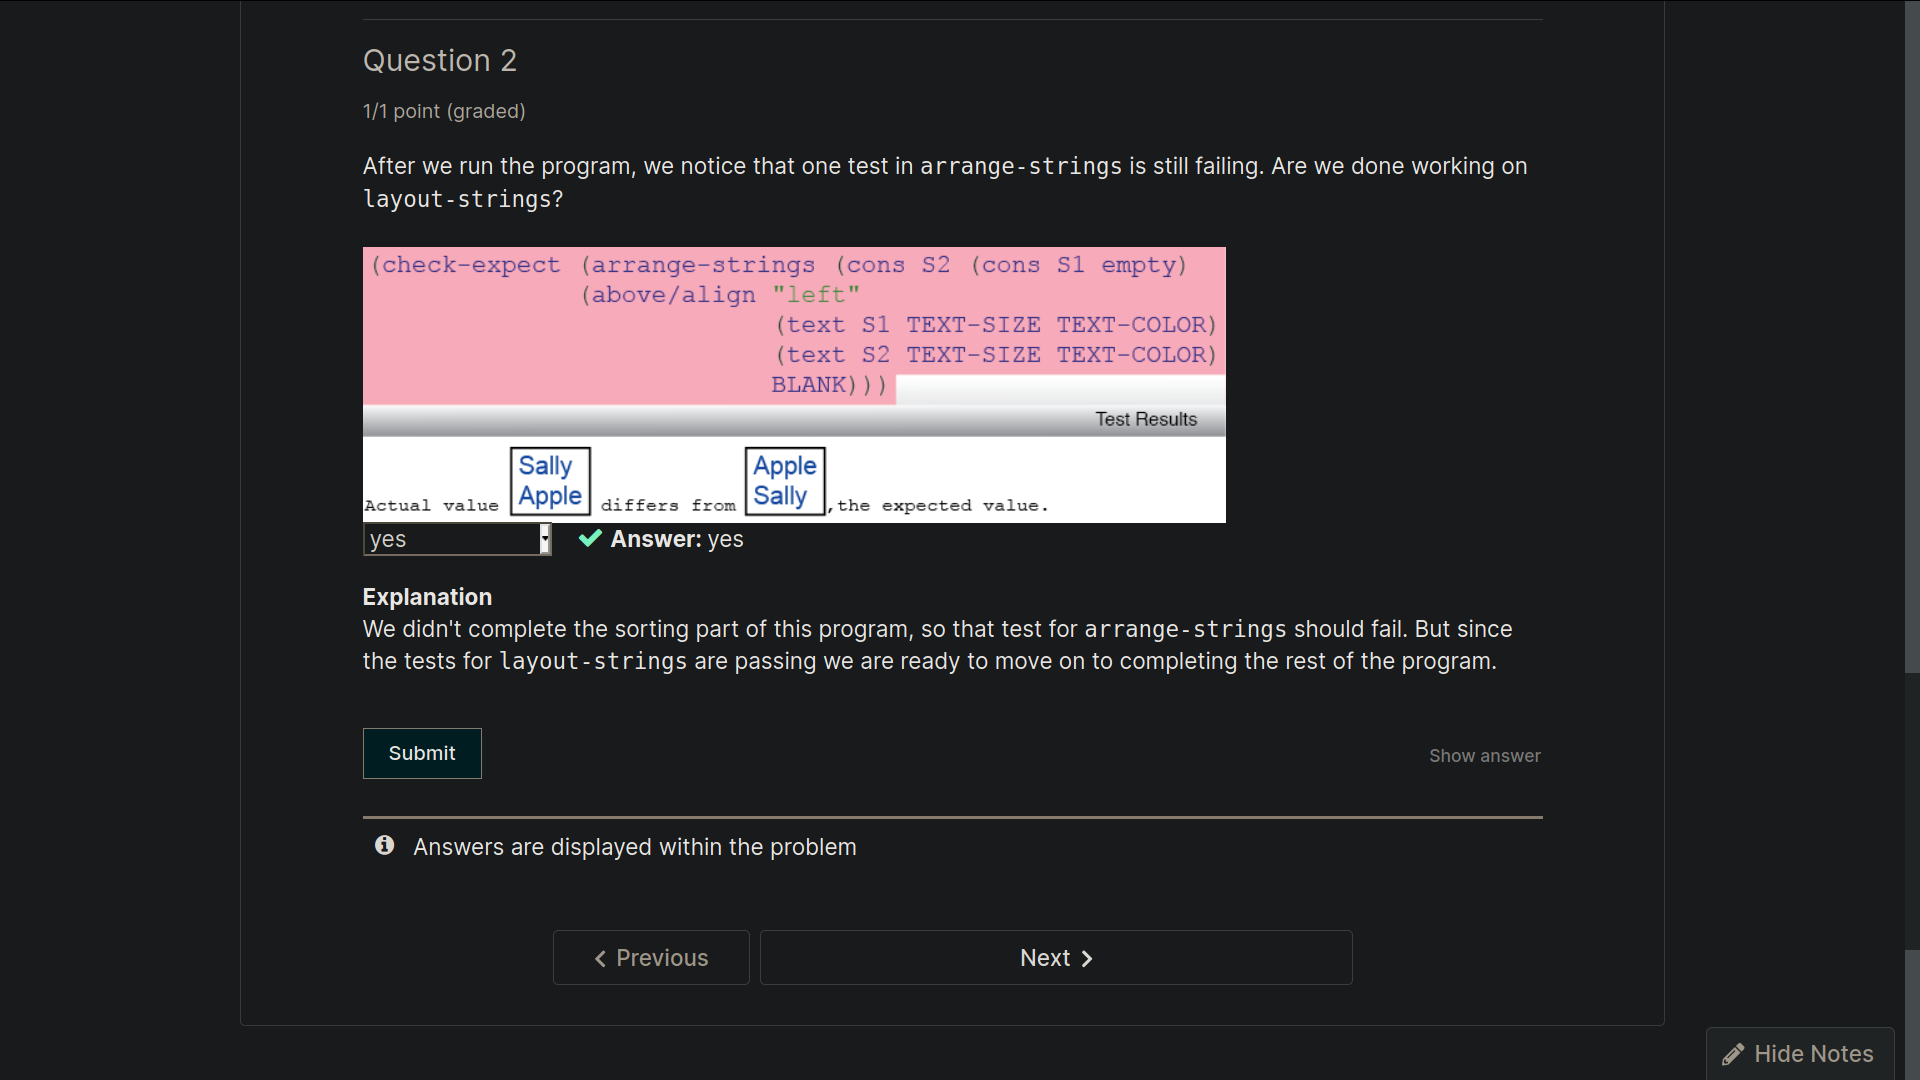 Question 2
1/1 point (graded)
After we run the program, we notice that one test in arrange-strings is still failing. Are we done working on
layout-strings?
(check-expect (arrange-strings (cons S2 (cons S1 empty)
(above/align "left"
(text S1 TEXT-SIZE TEXT-COLOR)
(text S2 TEXT-SIZE TEXT-COLOR)
BLANK)))
Test Results
Sally Apple
Apple Sally
Actual value differs from ,the expected value.
yes Answer: yes
Explanation
We didn't complete the sorting part of this program, so that test for arrange-strings should fail. But since
the tests for layout-strings are passing we are ready to move on to completing the rest of the program.
Submit
Show answer
Answers are displayed within the problem
Previous
Next
Hide Notes